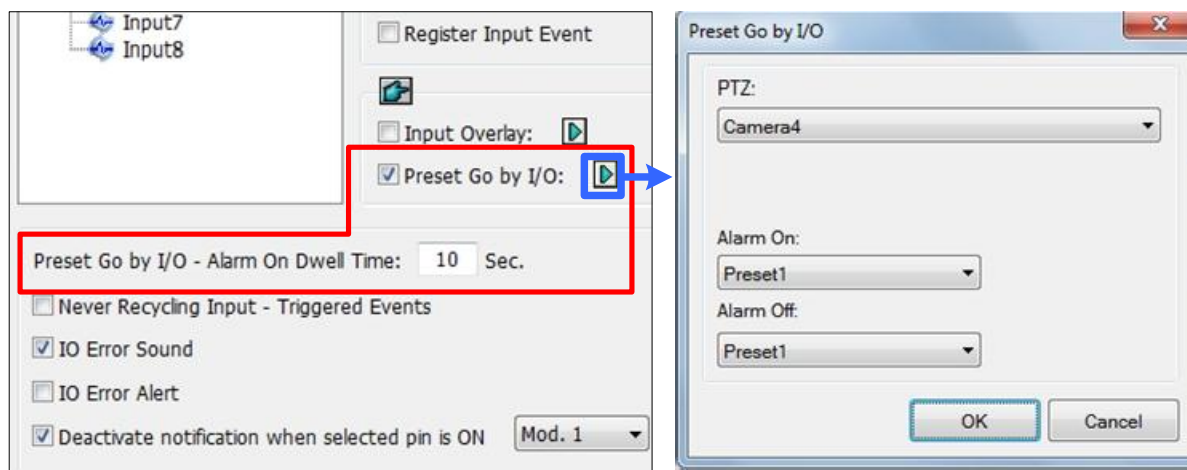 Input7
Input8
Register Input Event
Input Overlay:
Preset Go by I/O:
Preset Go by I/O - Alarm On Dwell Time: 10 Sec.
Never Recycling Input - Triggered Events
IO Error Sound
IO Error Alert
Deactivate notification when selected pin is ON Mod. 1
Preset Go by I/O
PTZ:
Camera4
Alarm On:
Preset1
Alarm Off:
Preset1
OK Cancel